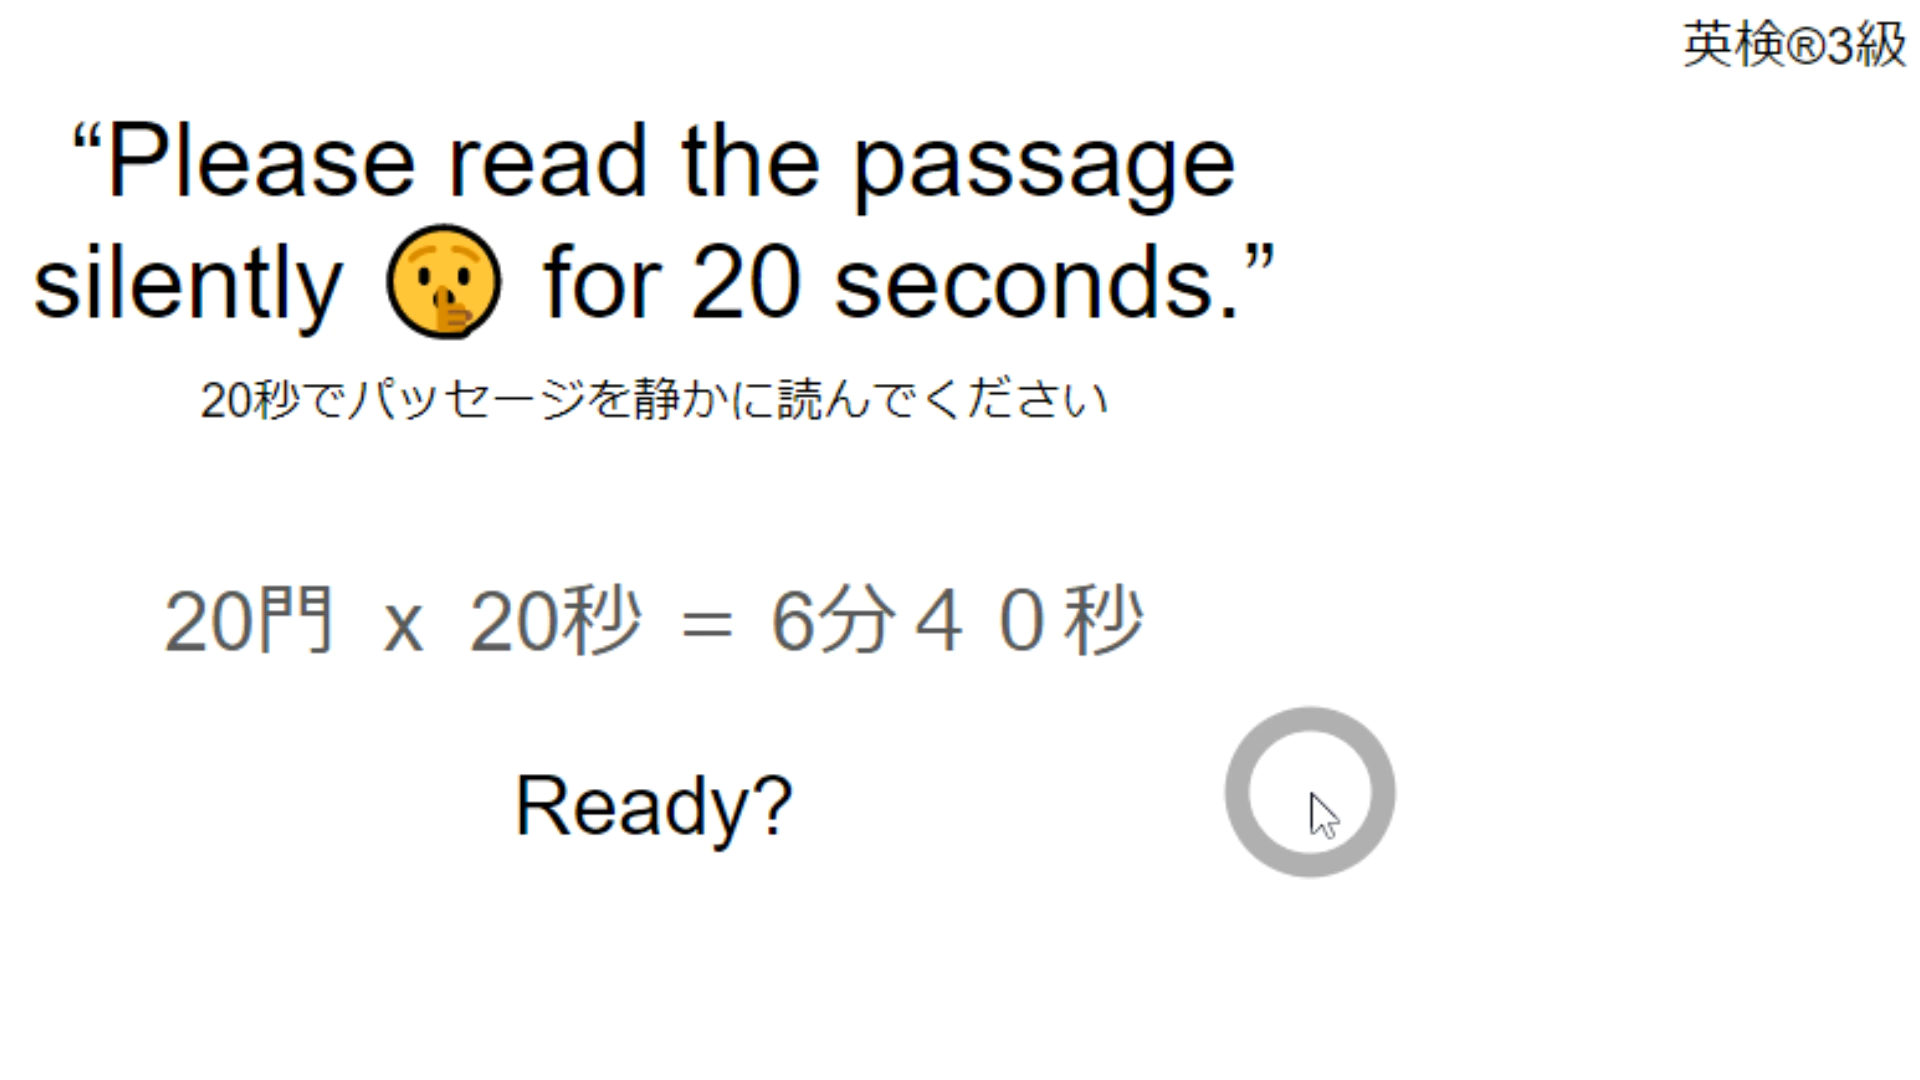 英検®3級
“Please read the passage
silently 🤫 for 20 seconds.”
20秒でパッセージを静かに読んでください
20門 x 20秒 = 6分４０秒
Ready?